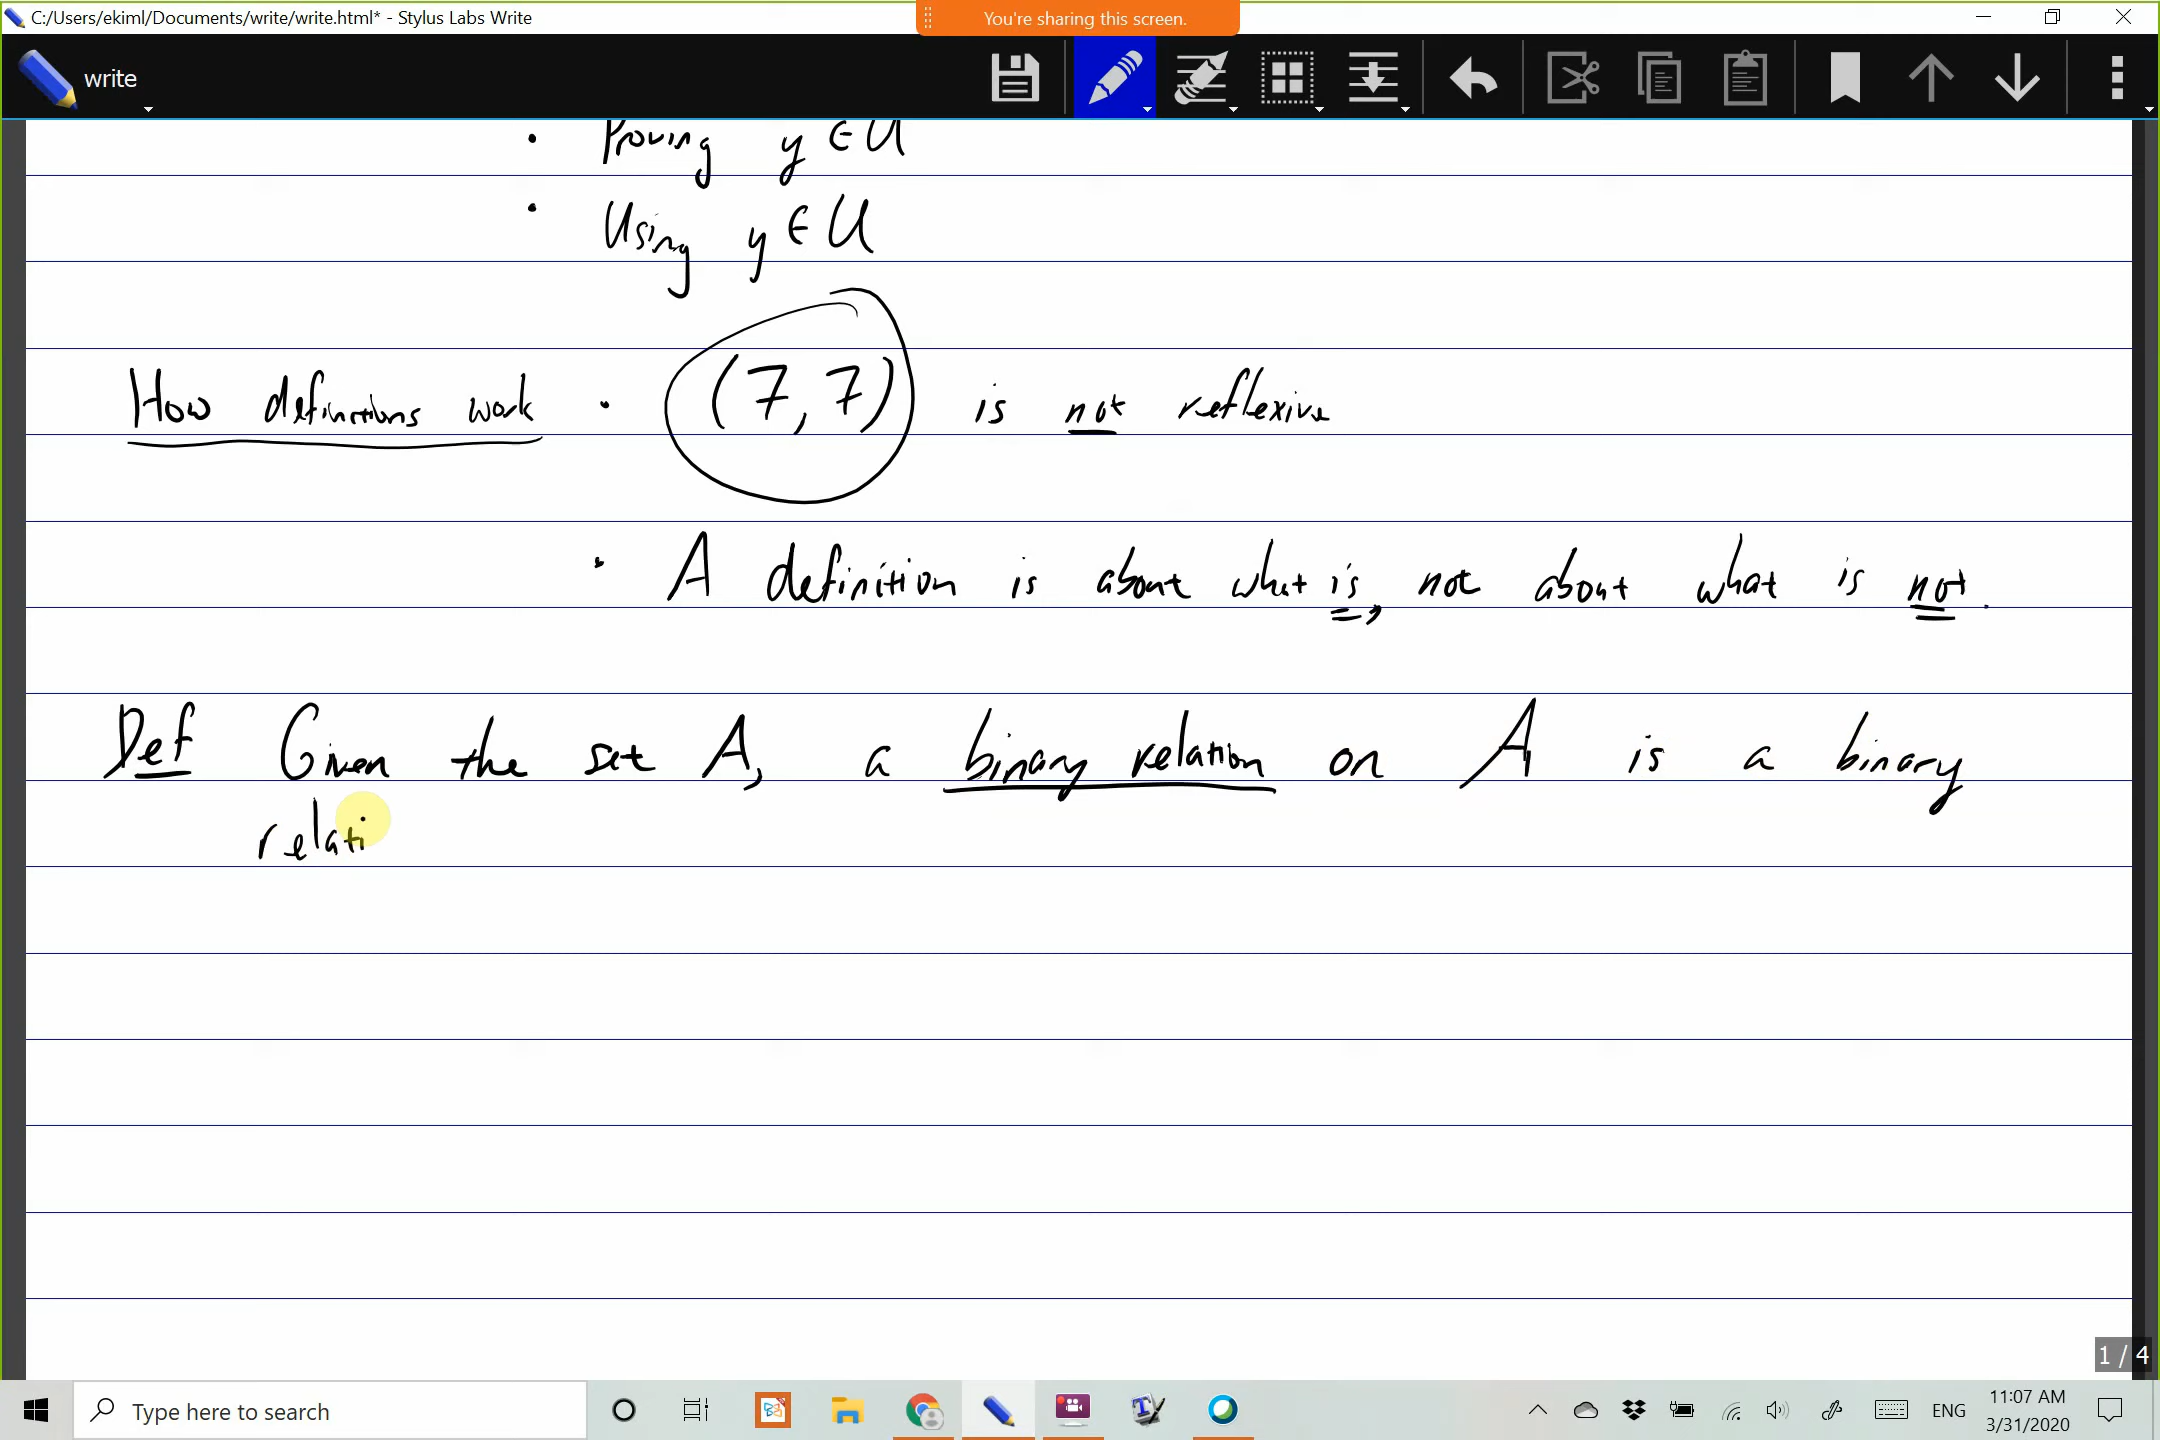 C:/Users/ekiml/Documents/write/write.html* - Stylus Labs Write
You're sharing this screen.
write
· Proving y ∈ U
· Using y ∈ U
How definitions work · (7, 7) is not reflexive
· A definition is about what is, not about what is not.
Def Given the set A, a binary relation on A is a binary
relati
1 / 4
Type here to search
ENG
11:07 AM
3/31/2020